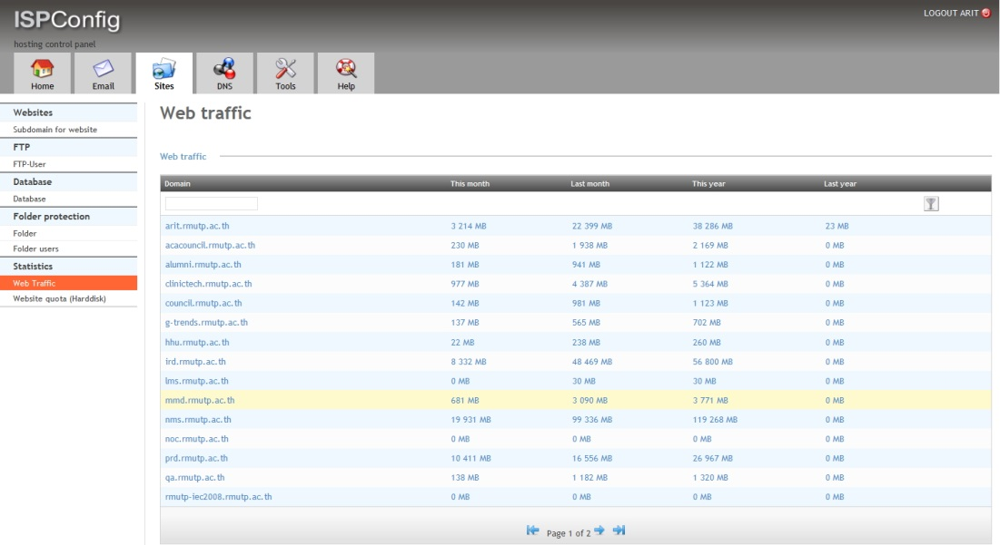 ISPConfig
LOGOUT ARIT
hosting control panel
Home Email Sites DNS Tools Help
Websites
Subdomain for website
FTP
FTP-User
Database
Database
Folder protection
Folder
Folder users
Statistics
Web Traffic
Website quota (Harddisk)
Web traffic
Web traffic
Domain This month Last month This year Last year
arit.rmutp.ac.th 3 214 MB 22 399 MB 38 286 MB 23 MB
acacouncil.rmutp.ac.th 230 MB 1 938 MB 2 169 MB 0 MB
alumni.rmutp.ac.th 181 MB 941 MB 1 122 MB 0 MB
clinictech.rmutp.ac.th 977 MB 4 387 MB 5 364 MB 0 MB
council.rmutp.ac.th 142 MB 981 MB 1 123 MB 0 MB
g-trends.rmutp.ac.th 137 MB 565 MB 702 MB 0 MB
hhu.rmutp.ac.th 22 MB 238 MB 260 MB 0 MB
ird.rmutp.ac.th 8 332 MB 48 469 MB 56 800 MB 0 MB
lms.rmutp.ac.th 0 MB 30 MB 30 MB 0 MB
mmd.rmutp.ac.th 681 MB 3 090 MB 3 771 MB 0 MB
nms.rmutp.ac.th 19 931 MB 99 336 MB 119 268 MB 0 MB
noc.rmutp.ac.th 0 MB 0 MB 0 MB 0 MB
prd.rmutp.ac.th 10 411 MB 16 556 MB 26 967 MB 0 MB
qa.rmutp.ac.th 138 MB 1 182 MB 1 320 MB 0 MB
rmutp-iec2008.rmutp.ac.th 0 MB 0 MB 0 MB 0 MB
Page 1 of 2